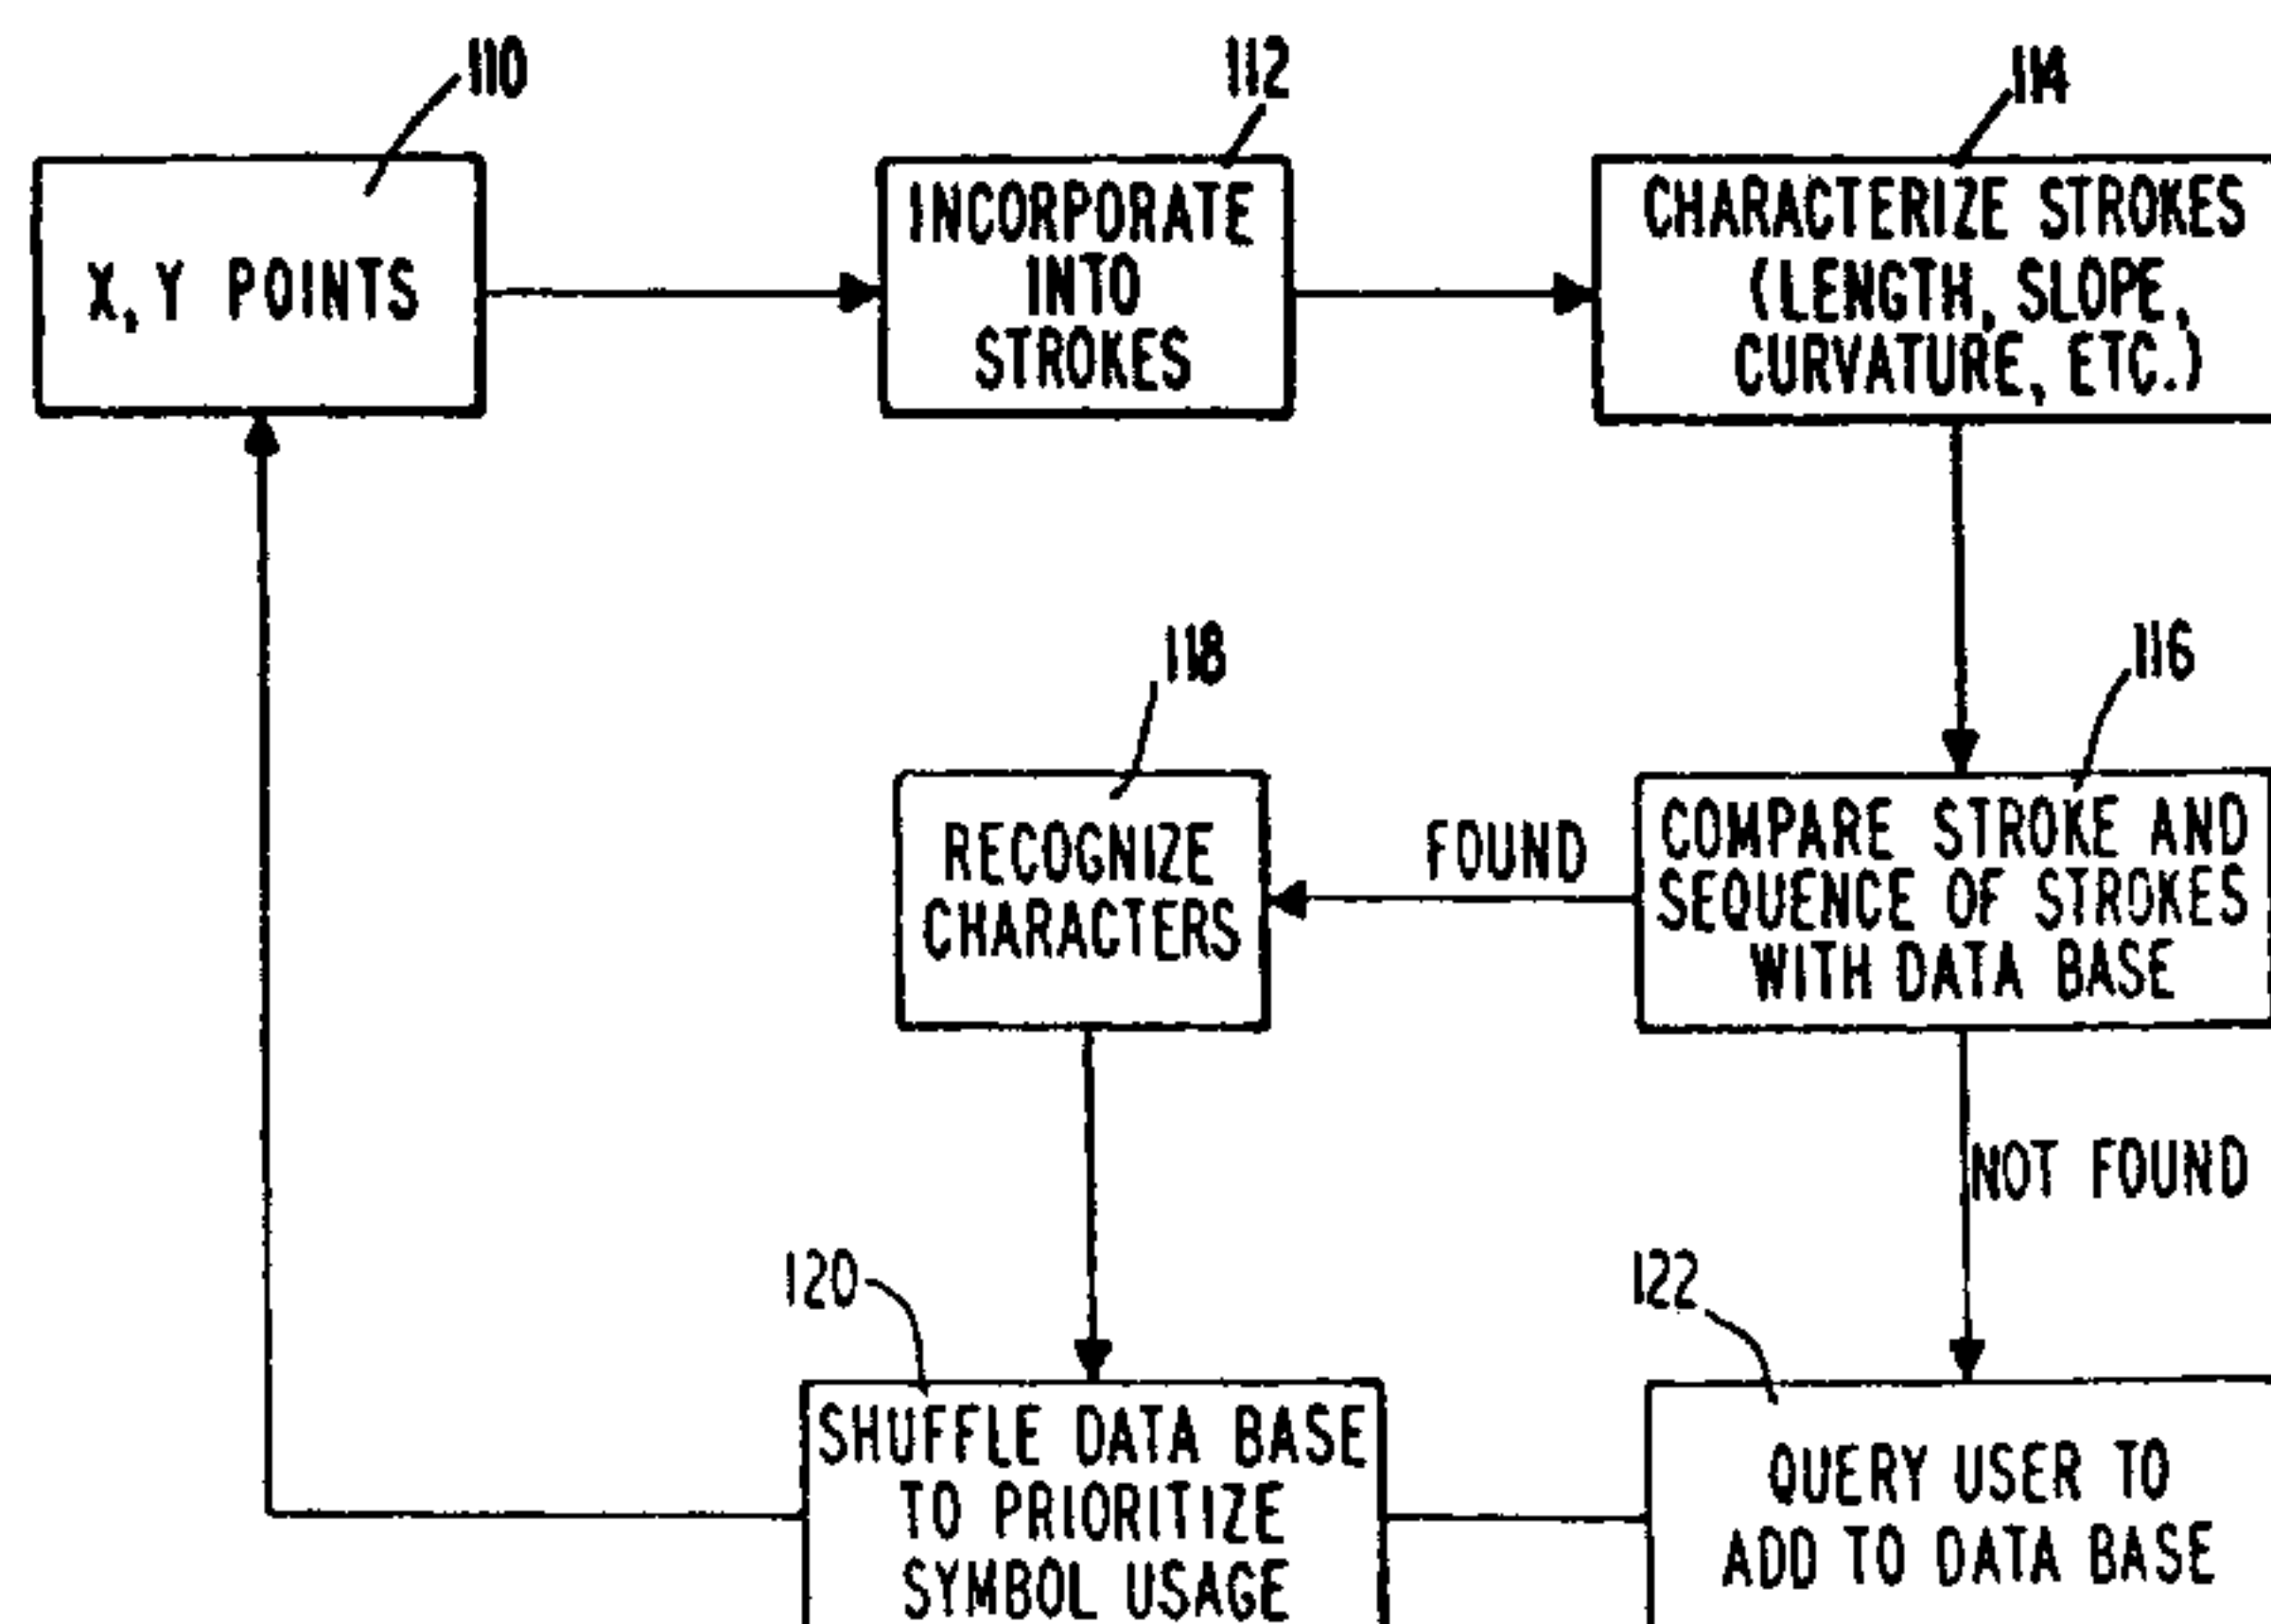 110
X, Y POINTS
112
INCORPORATE
INTO
STROKES
114
CHARACTERIZE STROKES
(LENGTH, SLOPE,
CURVATURE, ETC.)
116
COMPARE STROKE AND
SEQUENCE OF STROKES
WITH DATA BASE
FOUND
118
RECOGNIZE
CHARACTERS
NOT FOUND
120
SHUFFLE DATA BASE
TO PRIORITIZE
SYMBOL USAGE
122
QUERY USER TO
ADD TO DATA BASE